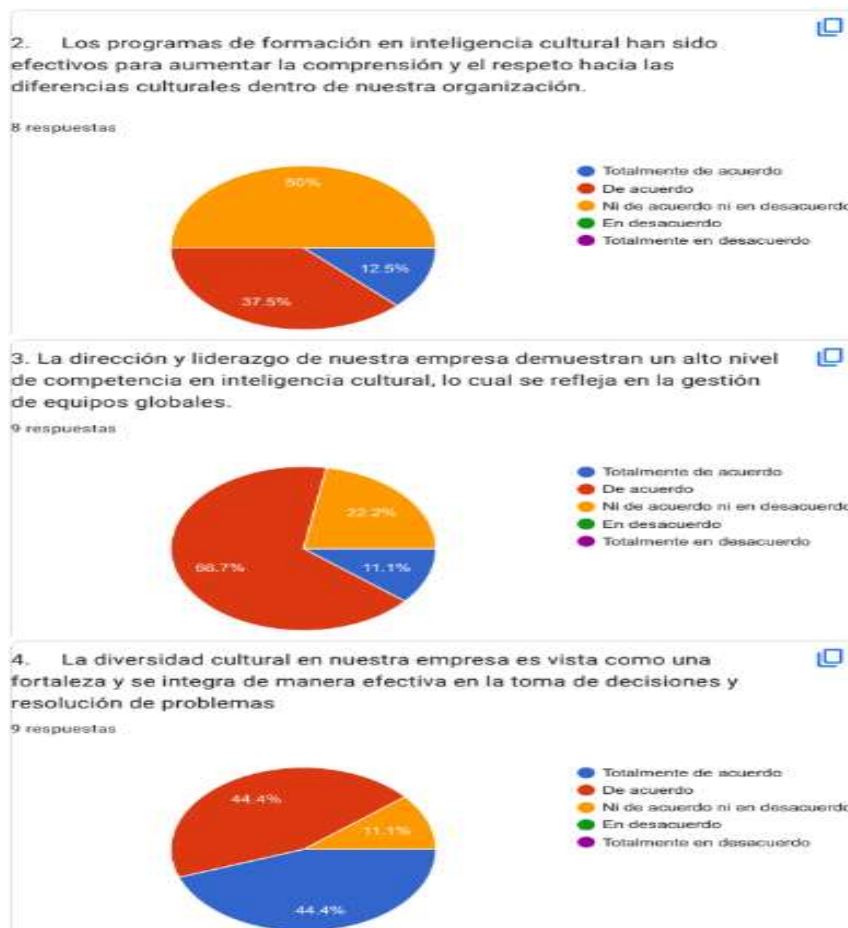 2. Los programas de formación en inteligencia cultural han sido
efectivos para aumentar la comprensión y el respeto hacia las
diferencias culturales dentro de nuestra organización.
8 respuestas
50%
12.5%
37.5%
Totalmente de acuerdo
De acuerdo
Ni de acuerdo ni en desacuerdo
En desacuerdo
Totalmente en desacuerdo
3. La dirección y liderazgo de nuestra empresa demuestran un alto nivel
de competencia en inteligencia cultural, lo cual se refleja en la gestión
de equipos globales.
9 respuestas
22.2%
66.7%
11.1%
Totalmente de acuerdo
De acuerdo
Ni de acuerdo ni en desacuerdo
En desacuerdo
Totalmente en desacuerdo
4. La diversidad cultural en nuestra empresa es vista como una
fortaleza y se integra de manera efectiva en la toma de decisiones y
resolución de problemas
9 respuestas
44.4%
11.1%
44.4%
Totalmente de acuerdo
De acuerdo
Ni de acuerdo ni en desacuerdo
En desacuerdo
Totalmente en desacuerdo